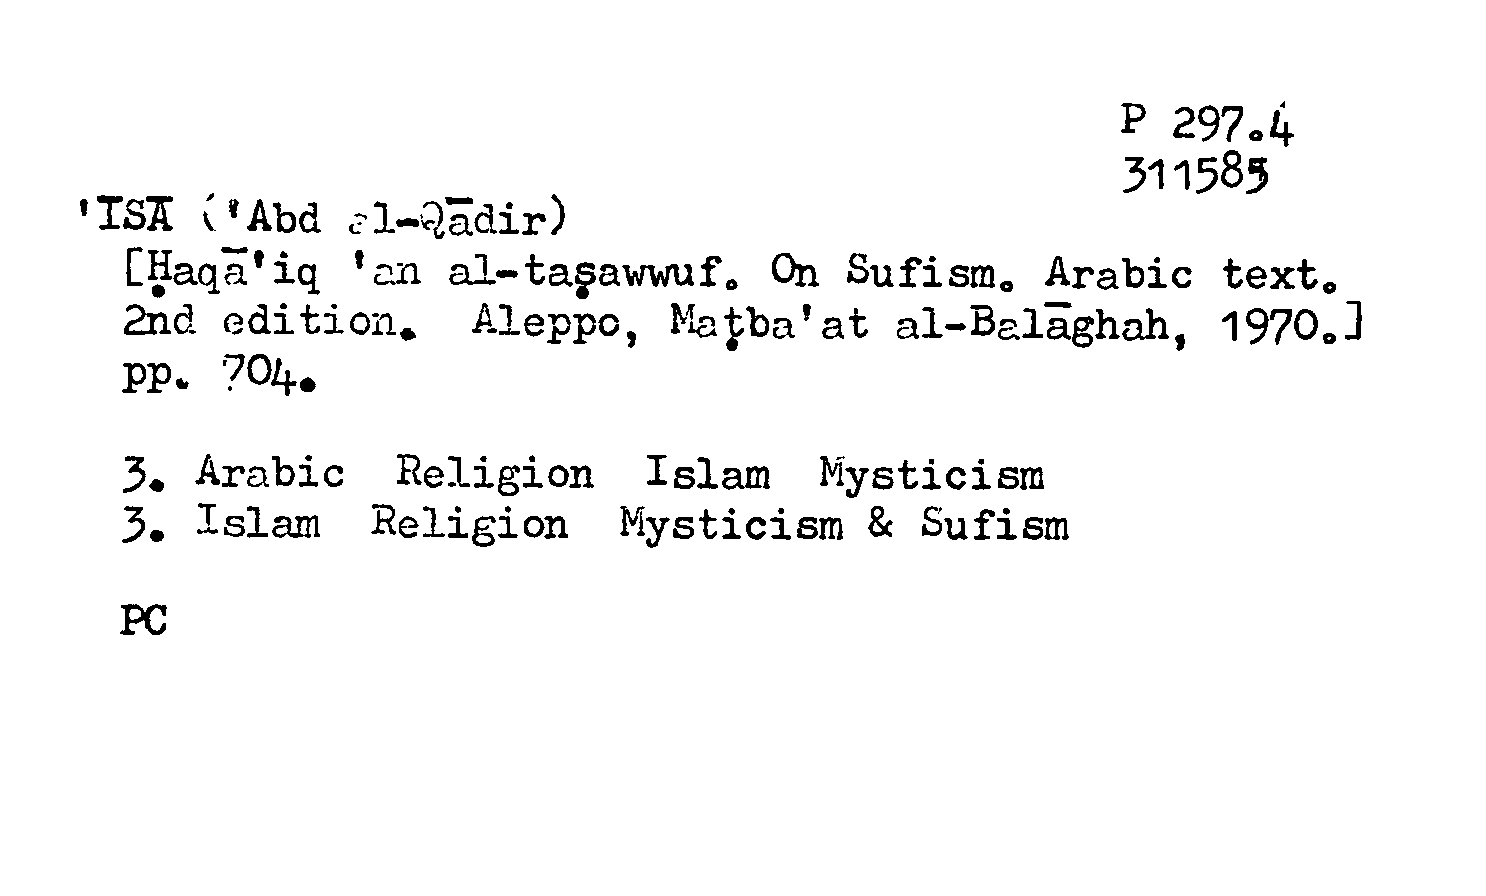 P 297.4
311585
'ĪSĀ ('Abd al-Qādir)
[Ḥaqā'iq 'an al-taṣawwuf. On Sufism. Arabic text.
2nd edition. Aleppo, Maṭba'at al-Balāghah, 1970.]
pp. 704.
3. Arabic Religion Islam Mysticism
3. Islam Religion Mysticism & Sufism
PC